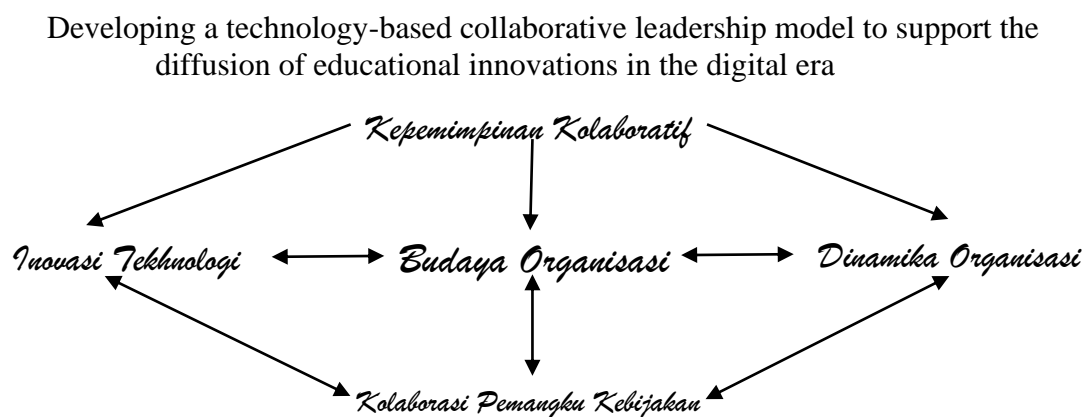 Developing a technology-based collaborative leadership model to support the
diffusion of educational innovations in the digital era
Kepemimpinan Kolaboratif
Inovasi Tekhnologi
Budaya Organisasi
Dinamika Organisasi
Kolaborasi Pemangku Kebijakan